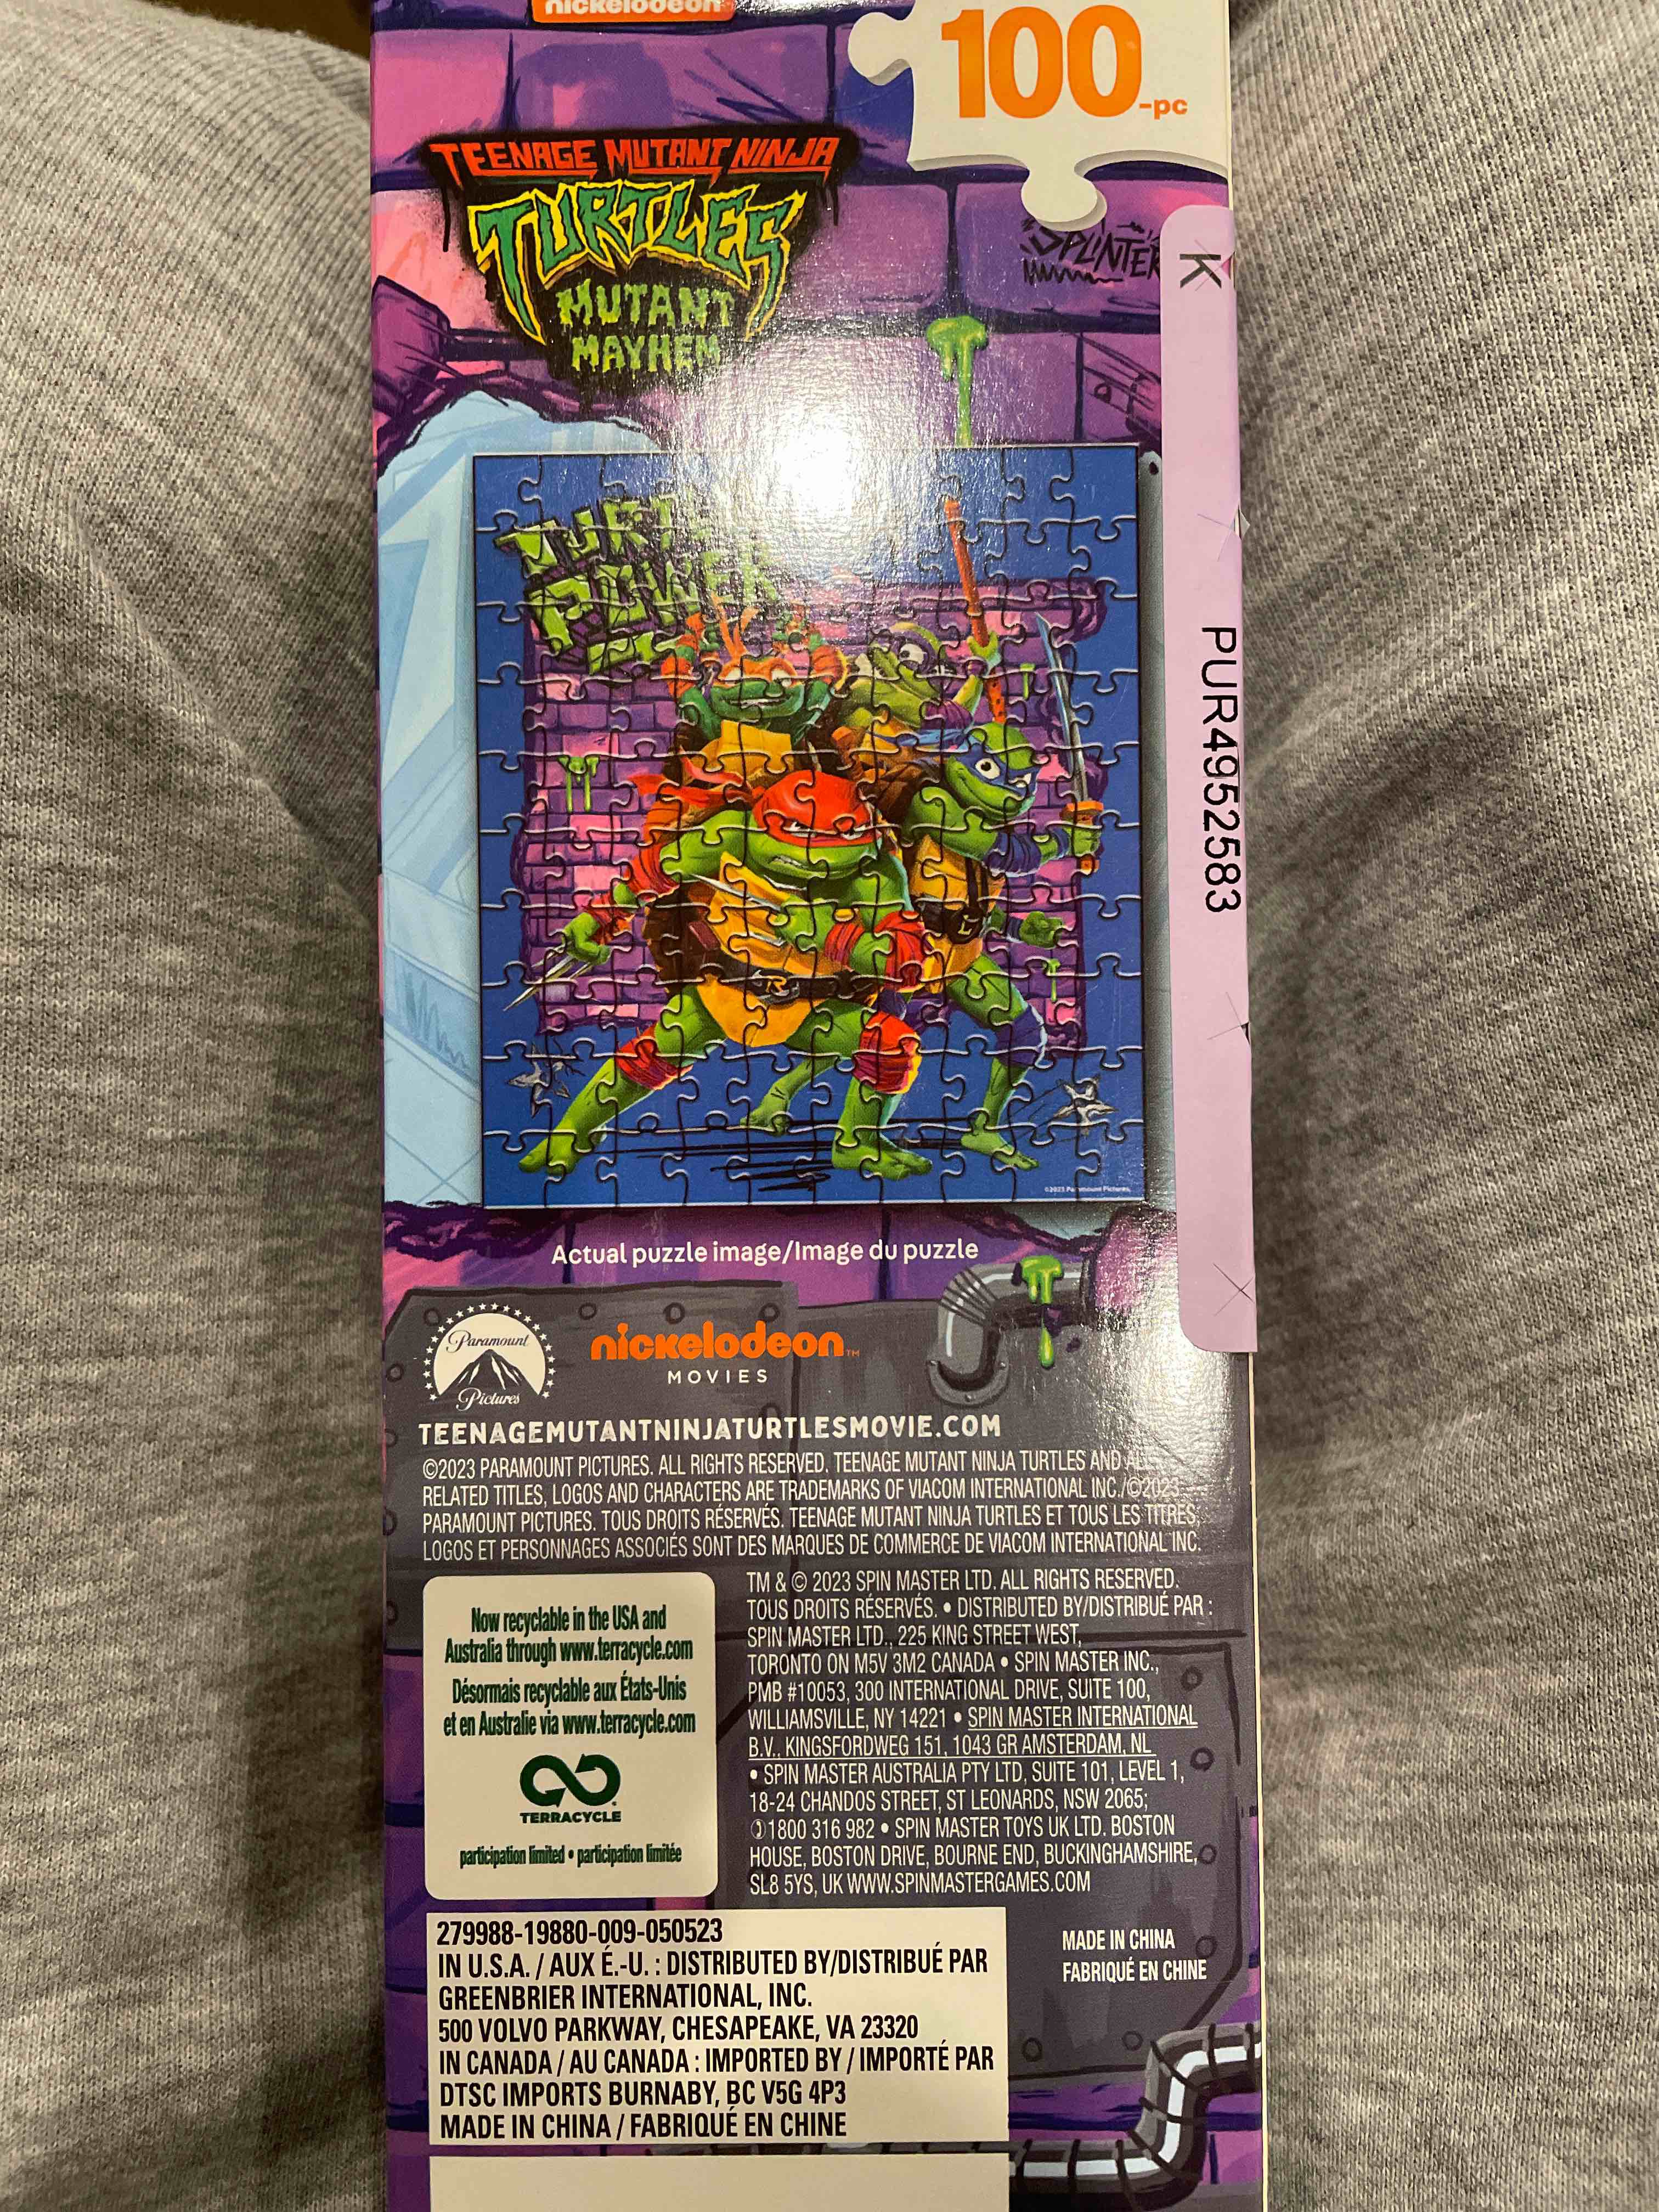 nickelodeon
100-pc
TEENAGE MUTANT NINJA
TURTLES
MUTANT
MAYHEM
SPLINTER
K
PUR4952583
TURTLE
POWER
L
©2023 Paramount Pictures.
Actual puzzle image/Image du puzzle
Paramount
Pictures
nickelodeon™
MOVIES
TEENAGEMUTANTNINJATURTLESMOVIE.COM
©2023 PARAMOUNT PICTURES. ALL RIGHTS RESERVED. TEENAGE MUTANT NINJA TURTLES AND ALL
RELATED TITLES, LOGOS AND CHARACTERS ARE TRADEMARKS OF VIACOM INTERNATIONAL INC./©2023
PARAMOUNT PICTURES. TOUS DROITS RÉSERVÉS. TEENAGE MUTANT NINJA TURTLES ET TOUS LES TITRES,
LOGOS ET PERSONNAGES ASSOCIÉS SONT DES MARQUES DE COMMERCE DE VIACOM INTERNATIONAL INC.
Now recyclable in the USA and
Australia through www.terracycle.com
Désormais recyclable aux États-Unis
et en Australie via www.terracycle.com
TERRACYCLE
participation limited • participation limitée
TM & © 2023 SPIN MASTER LTD. ALL RIGHTS RESERVED.
TOUS DROITS RÉSERVÉS. • DISTRIBUTED BY/DISTRIBUÉ PAR :
SPIN MASTER LTD., 225 KING STREET WEST,
TORONTO ON M5V 3M2 CANADA • SPIN MASTER INC.,
PMB #10053, 300 INTERNATIONAL DRIVE, SUITE 100,
WILLIAMSVILLE, NY 14221 • SPIN MASTER INTERNATIONAL
B.V., KINGSFORDWEG 151, 1043 GR AMSTERDAM, NL
• SPIN MASTER AUSTRALIA PTY LTD, SUITE 101, LEVEL 1,
18-24 CHANDOS STREET, ST LEONARDS, NSW 2065;
1800 316 982 • SPIN MASTER TOYS UK LTD. BOSTON
HOUSE, BOSTON DRIVE, BOURNE END, BUCKINGHAMSHIRE,
SL8 5YS, UK WWW.SPINMASTERGAMES.COM
279988-19880-009-050523
IN U.S.A. / AUX É.-U. : DISTRIBUTED BY/DISTRIBUÉ PAR
GREENBRIER INTERNATIONAL, INC.
500 VOLVO PARKWAY, CHESAPEAKE, VA 23320
IN CANADA / AU CANADA : IMPORTED BY / IMPORTÉ PAR
DTSC IMPORTS BURNABY, BC V5G 4P3
MADE IN CHINA / FABRIQUÉ EN CHINE
MADE IN CHINA
FABRIQUÉ EN CHINE